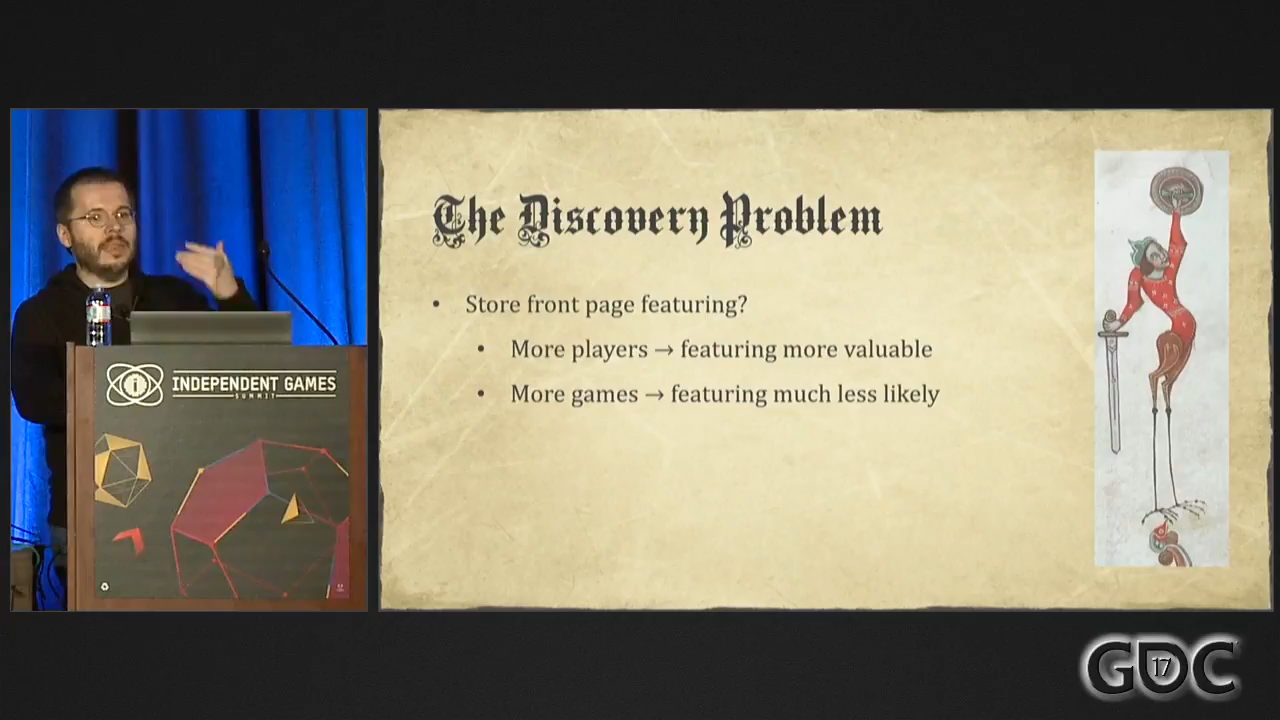 The Discovery Problem
• Store front page featuring?
• More players → featuring more valuable
• More games → featuring much less likely
INDEPENDENT GAMES
SUMMIT
GDC
17